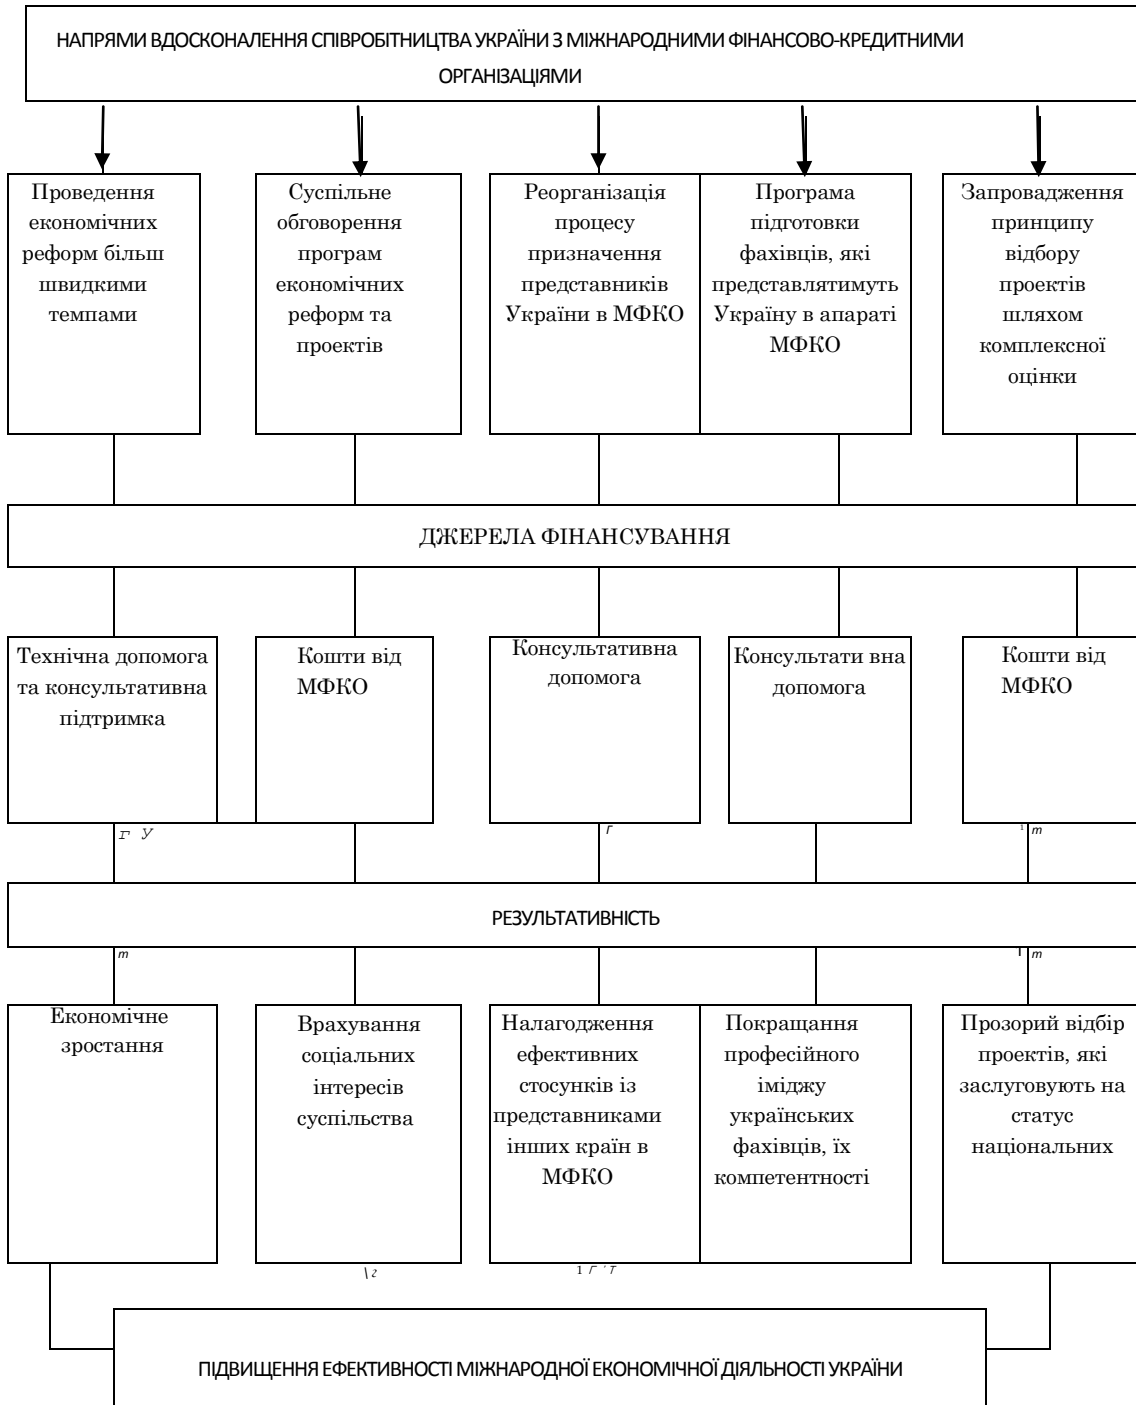 НАПРЯМИ ВДОСКОНАЛЕННЯ СПІВРОБІТНИЦТВА УКРАЇНИ З МІЖНАРОДНИМИ ФІНАНСОВО-КРЕДИТНИМИ
ОРГАНІЗАЦІЯМИ
Проведення
економічних
реформ більш
швидкими
темпами
Суспільне
обговорення
програм
економічних
реформ та
проектів
Реорганізація
процесу
призначення
представників
України в МФКО
Програма
підготовки
фахівців, які
представлятимуть
Україну в апараті
МФКО
Запровадження
принципу
відбору
проектів
шляхом
комплексної
оцінки
ДЖЕРЕЛА ФІНАНСУВАННЯ
Технічна допомога
та консультативна
підтримка
Кошти від
МФКО
Консультативна
допомога
Консультати вна
допомога
Кошти від
МФКО
РЕЗУЛЬТАТИВНІСТЬ
Економічне
зростання
Врахування
соціальних
інтересів
суспільства
Налагодження
ефективних
стосунків із
представниками
інших країн в
МФКО
Покращання
професійного
іміджу
українських
фахівців, їх
компетентності
Прозорий відбір
проектів, які
заслуговують на
статус
національних
ПІДВИЩЕННЯ ЕФЕКТИВНОСТІ МІЖНАРОДНОЇ ЕКОНОМІЧНОЇ ДІЯЛЬНОСТІ УКРАЇНИ